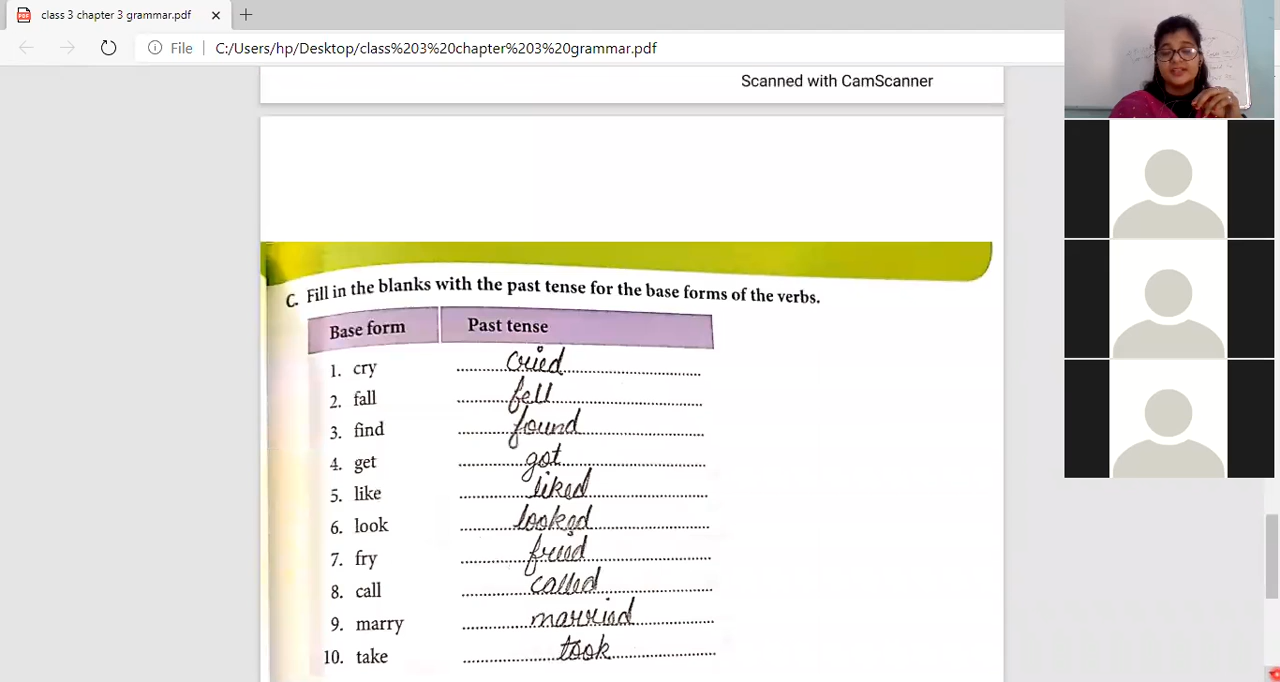 class 3 chapter 3 grammar.pdf
File C:/Users/hp/Desktop/class%203%20chapter%203%20grammar.pdf
Scanned with CamScanner
C. Fill in the blanks with the past tense for the base forms of the verbs.
Base form Past tense
1. cry cried
2. fall fell
3. find found
4. get got
5. like liked
6. look looked
7. fry fried
8. call called
9. marry married
10. take took